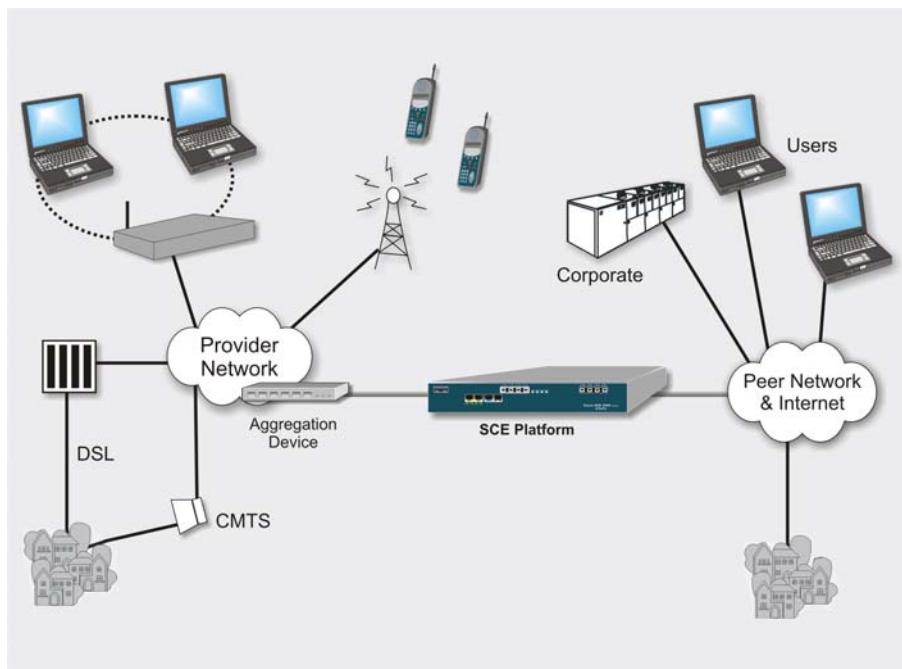 Users
Corporate
Provider
Network
Peer Network
& Internet
Aggregation
Device
SCE Platform
DSL
CMTS